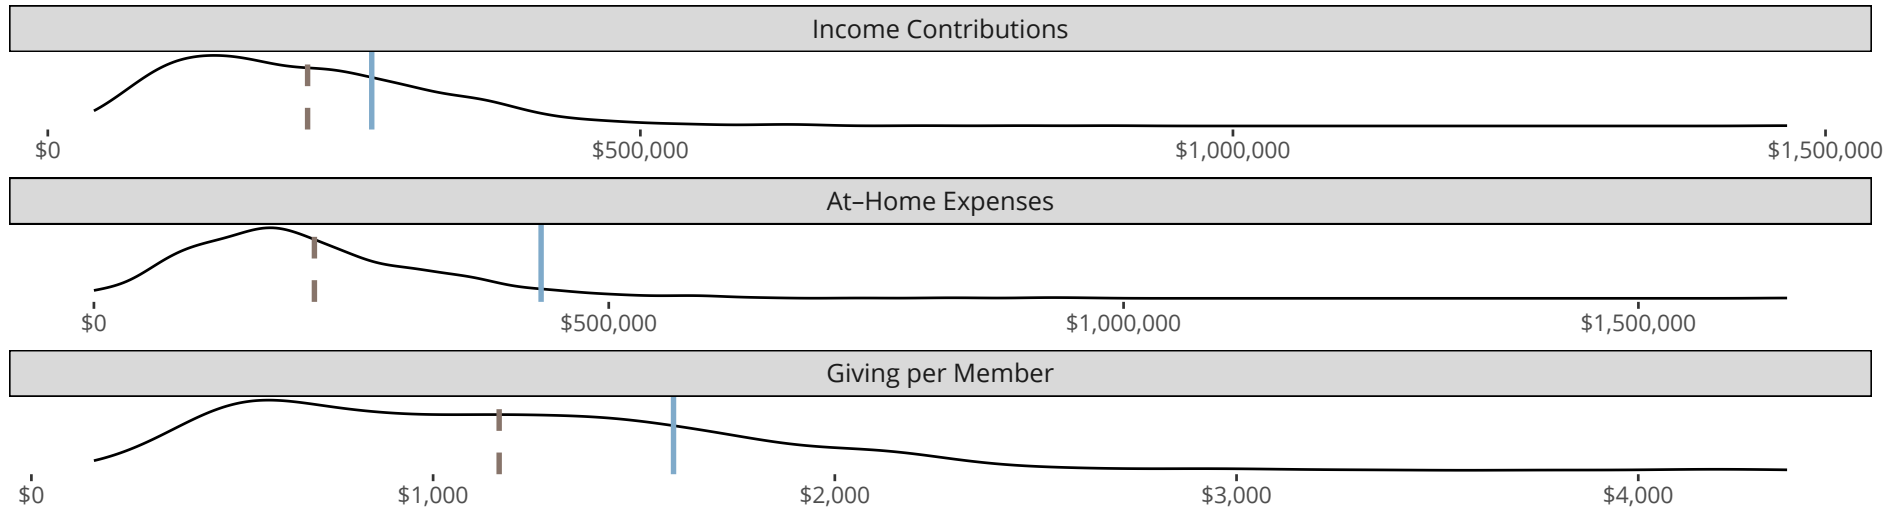 Income Contributions
$0 $500,000 $1,000,000 $1,500,000
At–Home Expenses
$0 $500,000 $1,000,000 $1,500,000
Giving per Member
$0 $1,000 $2,000 $3,000 $4,000